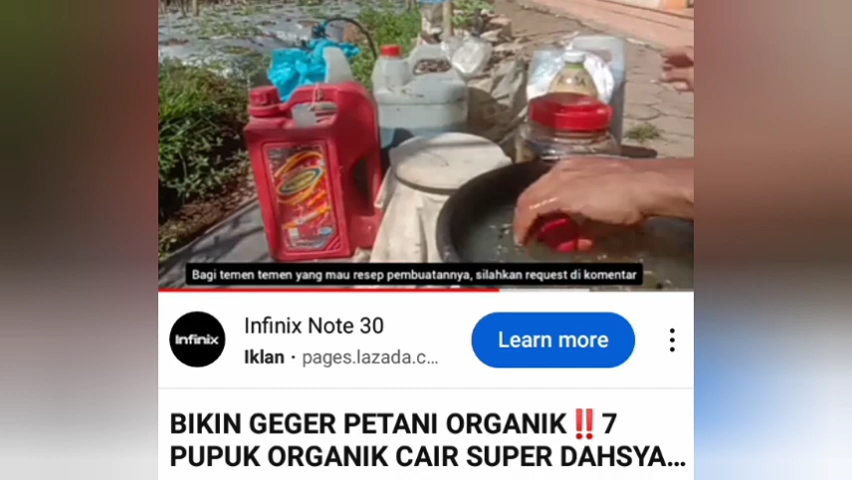 Bagi temen temen yang mau resep pembuatannya, silahkan request di komentar
Infinix
Infinix Note 30
Iklan · pages.lazada.c...
Learn more
BIKIN GEGER PETANI ORGANIK‼️7
PUPUK ORGANIK CAIR SUPER DAHSYA...